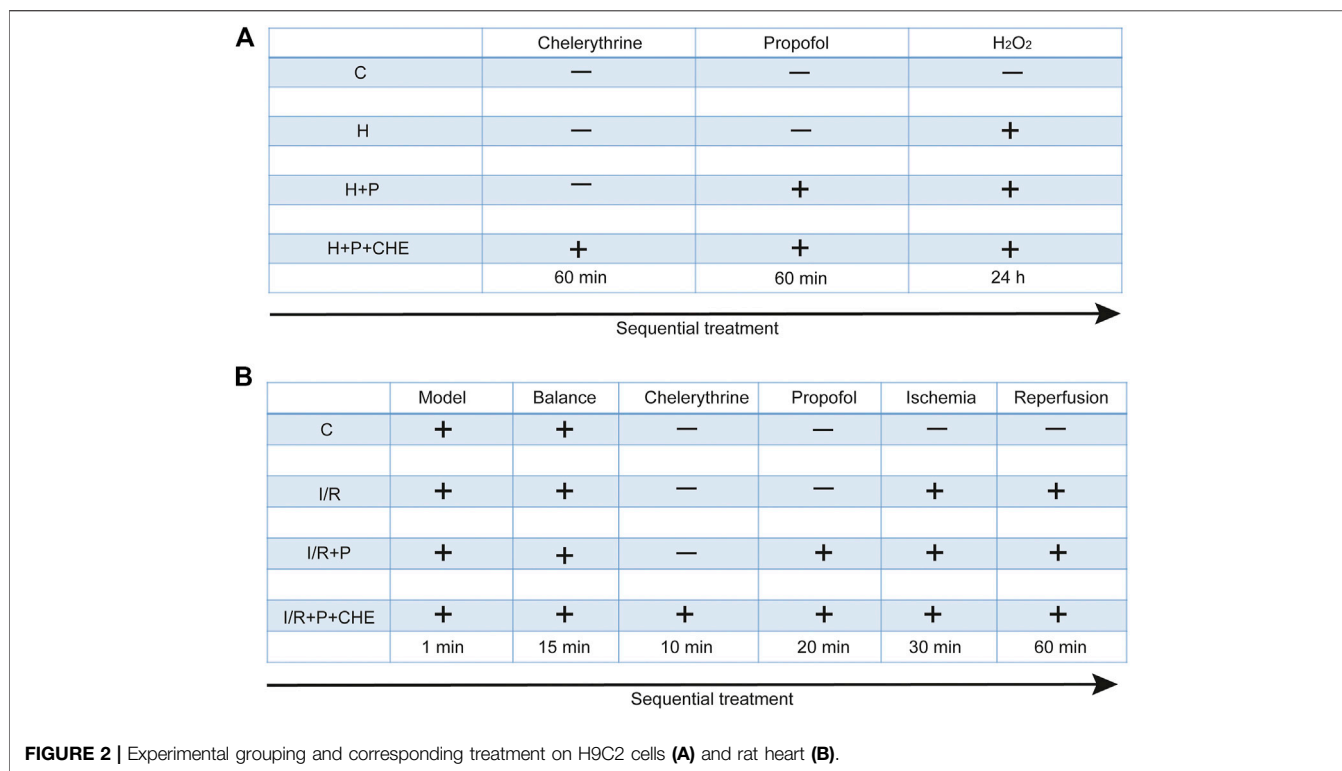 A
Chelerythrine Propofol H₂O₂
C — — —
H — — +
H+P — + +
H+P+CHE + + +
60 min 60 min 24 h
Sequential treatment
B
Model Balance Chelerythrine Propofol Ischemia Reperfusion
C + + — — — —
I/R + + — — + +
I/R+P + + — + + +
I/R+P+CHE + + + + + +
1 min 15 min 10 min 20 min 30 min 60 min
Sequential treatment
FIGURE 2 | Experimental grouping and corresponding treatment on H9C2 cells (A) and rat heart (B).